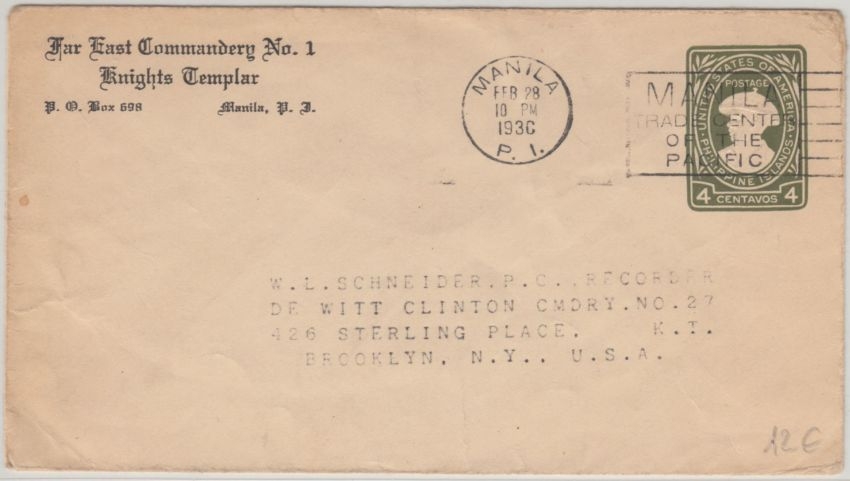 Far East Commandery No. 1
Knights Templar
P. O. Box 698 Manila, P. I.
MANILA
FEB 28
10 PM
1930
P. I.
MANILA
TRADE CENTER
OF THE
PACIFIC
UNITED STATES OF AMERICA
POSTAGE
PHILIPPINE ISLANDS
4 CENTAVOS 4
W.L.SCHNEIDER.P.C., RECORDER
DE WITT CLINTON CMDRY.NO.27
426 STERLING PLACE, K.T.
BROOKLYN, N.Y., U.S.A.
12€